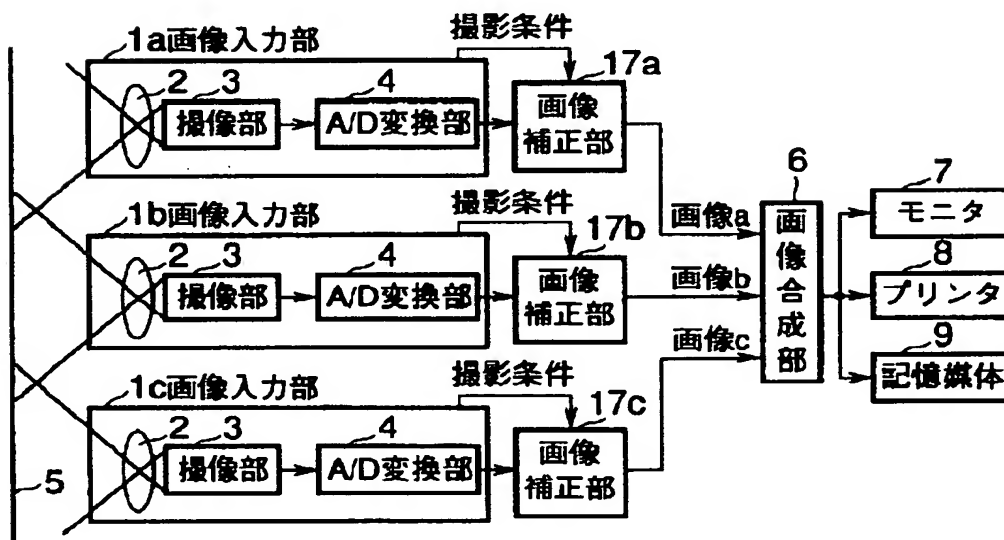 1a画像入力部
撮影条件
2
3
撮像部
4
A/D変換部
17a
画像
補正部
1b画像入力部
撮影条件
2
3
撮像部
4
A/D変換部
17b
画像
補正部
1c画像入力部
撮影条件
2
3
撮像部
4
A/D変換部
17c
画像
補正部
5
画像a
画像b
画像c
6
画像合成部
7
モニタ
8
プリンタ
9
記憶媒体